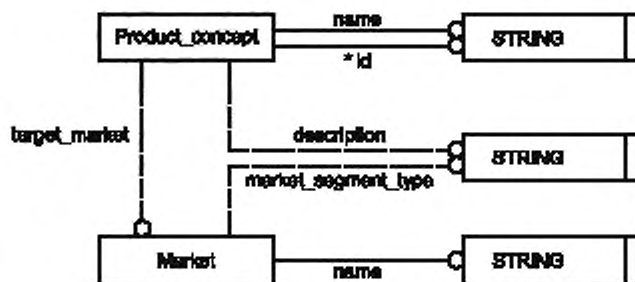 name
Product_concept
STRING
* id
target_market
description
STRING
market_segment_type
Market
STRING
name